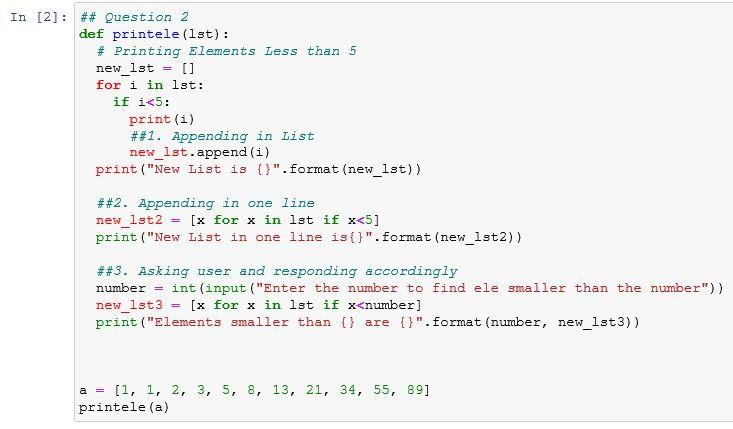 In [2]: ## Question 2
def printele(lst):
  # Printing Elements Less than 5
  new_lst = []
  for i in lst:
    if i<5:
      print(i)
      ##1. Appending in List
      new_lst.append(i)
  print("New List is {}".format(new_lst))
  ##2. Appending in one line
  new_lst2 = [x for x in lst if x<5]
  print("New List in one line is{}".format(new_lst2))
  ##3. Asking user and responding accordingly
  number = int(input("Enter the number to find ele smaller than the number"))
  new_lst3 = [x for x in lst if x<number]
  print("Elements smaller than {} are {}".format(number, new_lst3))
a = [1, 1, 2, 3, 5, 8, 13, 21, 34, 55, 89]
printele(a)